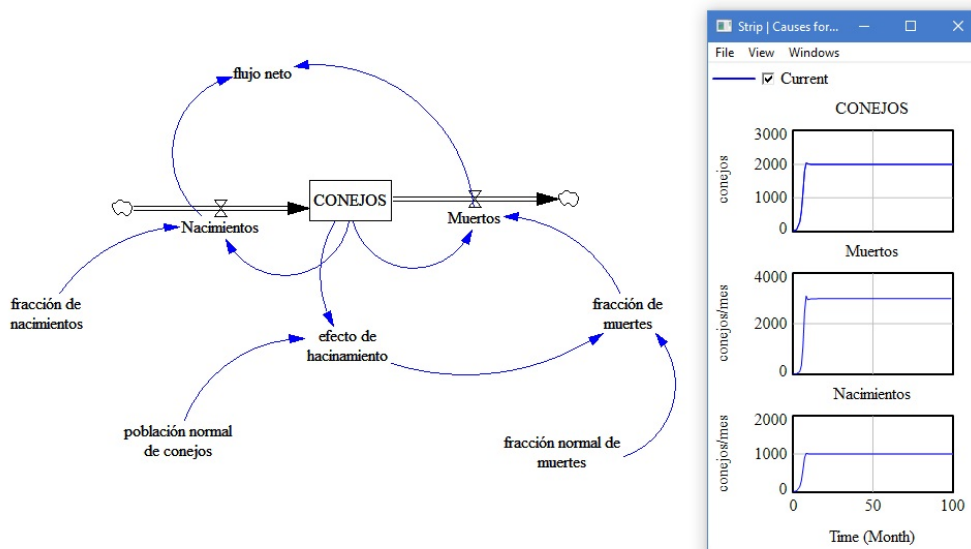 flujo neto
CONEJOS
Nacimientos
Muertos
fracción de
nacimientos
efecto de
hacinamiento
fracción de
muertes
población normal
de conejos
fracción normal de
muertes
Strip | Causes for...
File View Windows
Current
CONEJOS
conejos
3000
2000
1000
0
Muertos
conejos/mes
4000
2000
0
Nacimientos
conejos/mes
2000
1000
0
0 50 100
Time (Month)